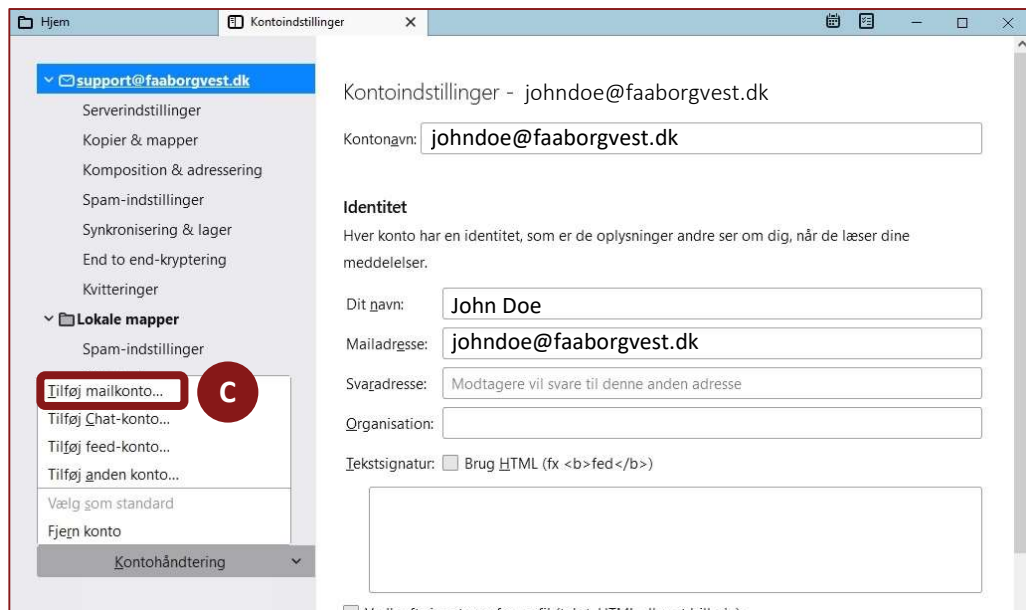 Hjem
Kontoindstillinger
support@faaborgvest.dk
Serverindstillinger
Kopier & mapper
Komposition & adressering
Spam-indstillinger
Synkronisering & lager
End to end-kryptering
Kvitteringer
Lokale mapper
Spam-indstillinger
Tilføj mailkonto...
C
Tilføj Chat-konto...
Tilføj feed-konto...
Tilføj anden konto...
Vælg som standard
Fjern konto
Kontohåndtering
Kontoindstillinger - johndoe@faaborgvest.dk
Kontonavn: johndoe@faaborgvest.dk
Identitet
Hver konto har en identitet, som er de oplysninger andre ser om dig, når de læser dine
meddelelser.
Dit navn: John Doe
Mailadresse: johndoe@faaborgvest.dk
Svaradresse: Modtagere vil svare til denne anden adresse
Organisation:
Tekstsignatur: Brug HTML (fx <b>fed</b>)